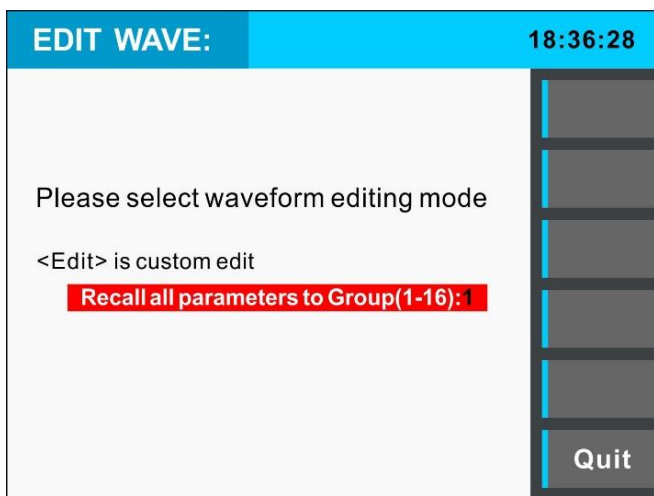 EDIT WAVE:
18:36:28
Please select waveform editing mode
<Edit> is custom edit
Recall all parameters to Group(1-16):1
Quit